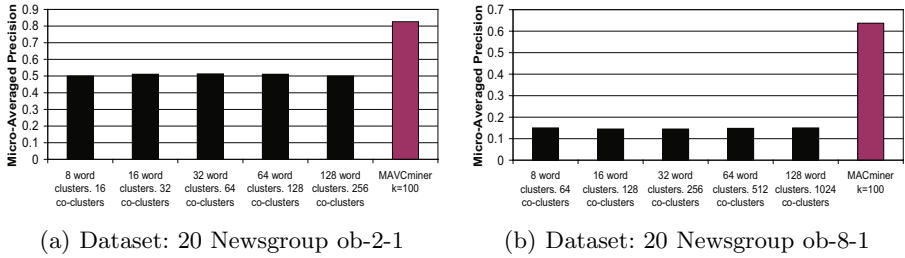 Micro-Averaged Precision
0.9
0.8
0.7
0.6
0.5
0.4
0.3
0.2
0.1
0
8 word clusters. 16 co-clusters
16 word clusters. 32 co-clusters
32 word clusters. 64 co-clusters
64 word clusters. 128 co-clusters
128 word clusters. 256 co-clusters
MAVCminer k=100
(a) Dataset: 20 Newsgroup ob-2-1
Micro-Averaged Precision
0.7
0.6
0.5
0.4
0.3
0.2
0.1
0
8 word clusters. 64 co-clusters
16 word clusters. 128 co-clusters
32 word clusters. 256 co-clusters
64 word clusters. 512 co-clusters
128 word clusters. 1024 co-clusters
MACminer k=100
(b) Dataset: 20 Newsgroup ob-8-1